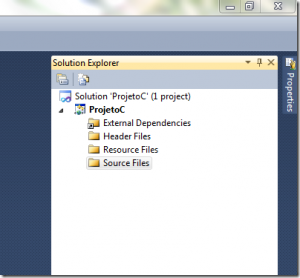 Solution Explorer
Solution 'ProjetoC' (1 project)
ProjetoC
External Dependencies
Header Files
Resource Files
Source Files
Properties